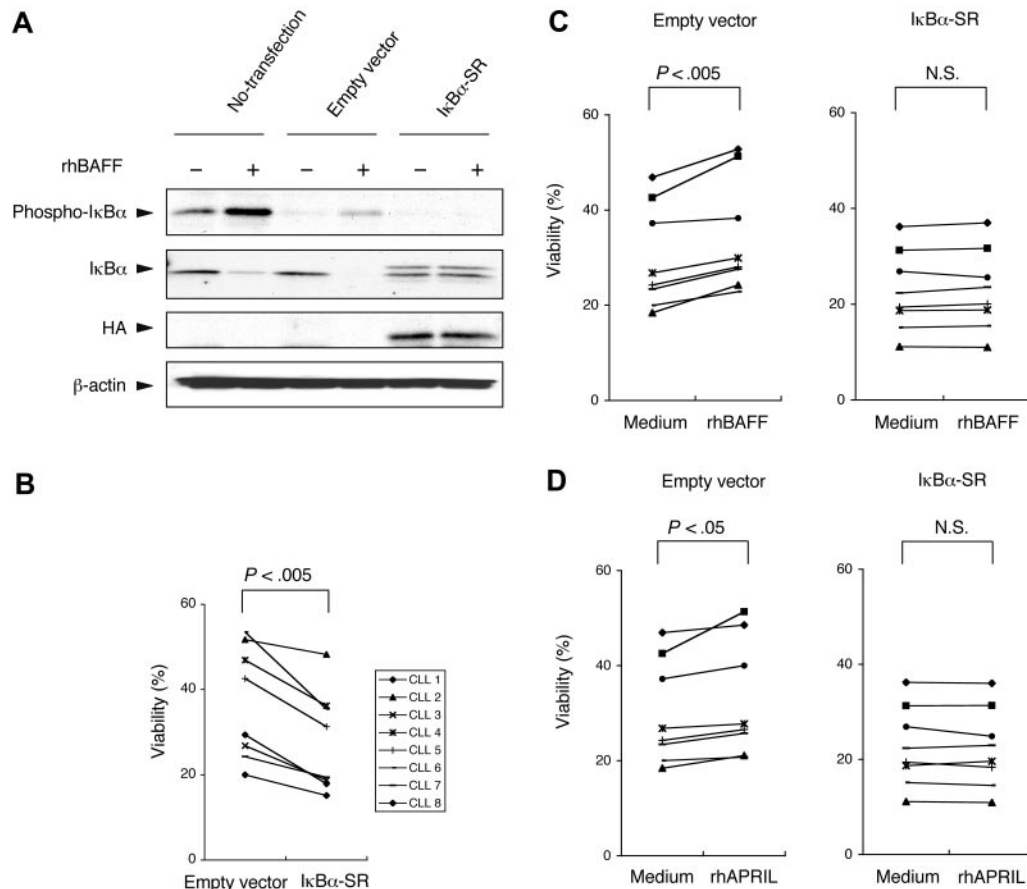 A
No-transfection
Empty vector
IκBα-SR
rhBAFF − + − + − +
Phospho-IκBα
IκBα
HA
β-actin
B
P < .005
60
40
20
0
Viability (%)
Empty vector IκBα-SR
CLL 1
CLL 2
CLL 3
CLL 4
CLL 5
CLL 6
CLL 7
CLL 8
C
Empty vector
P < .005
60
40
20
0
Viability (%)
Medium rhBAFF
IκBα-SR
N.S.
60
40
20
0
Medium rhBAFF
D
Empty vector
P < .05
60
40
20
0
Viability (%)
Medium rhAPRIL
IκBα-SR
N.S.
60
40
20
0
Medium rhAPRIL